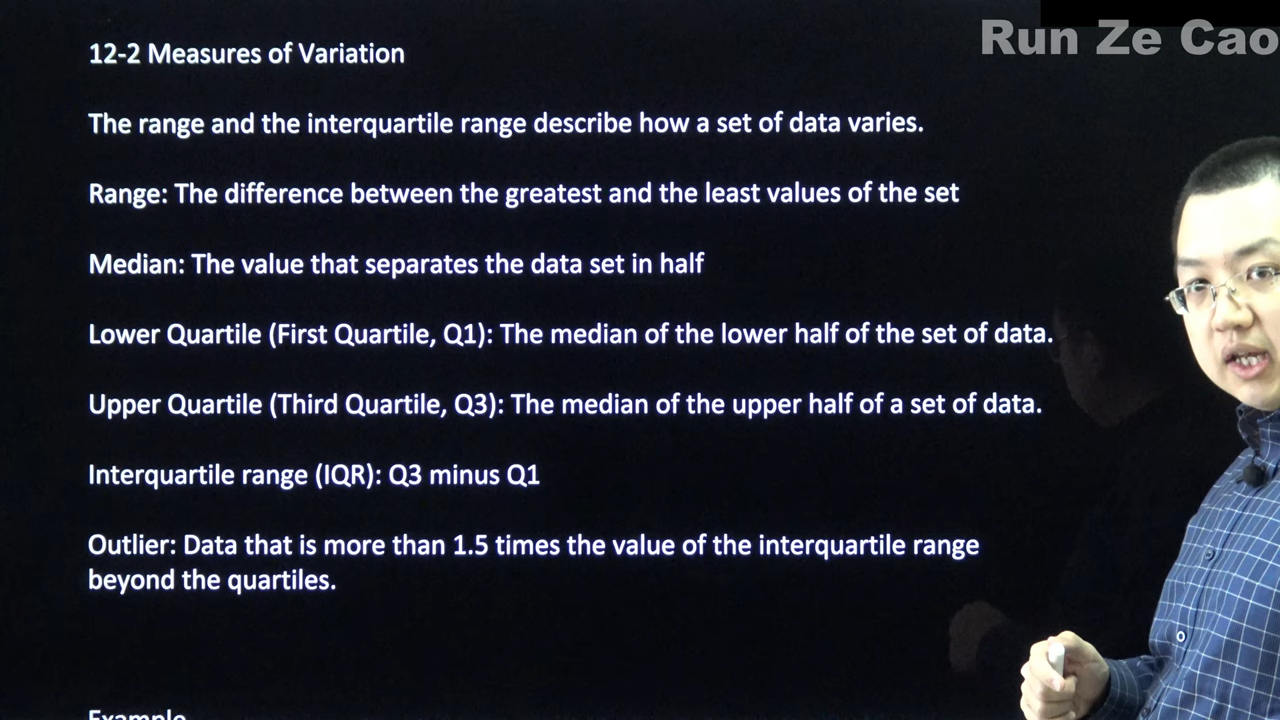 Run Ze Cao
12-2 Measures of Variation
The range and the interquartile range describe how a set of data varies.
Range: The difference between the greatest and the least values of the set
Median: The value that separates the data set in half
Lower Quartile (First Quartile, Q1): The median of the lower half of the set of data.
Upper Quartile (Third Quartile, Q3): The median of the upper half of a set of data.
Interquartile range (IQR): Q3 minus Q1
Outlier: Data that is more than 1.5 times the value of the interquartile range
beyond the quartiles.
Example